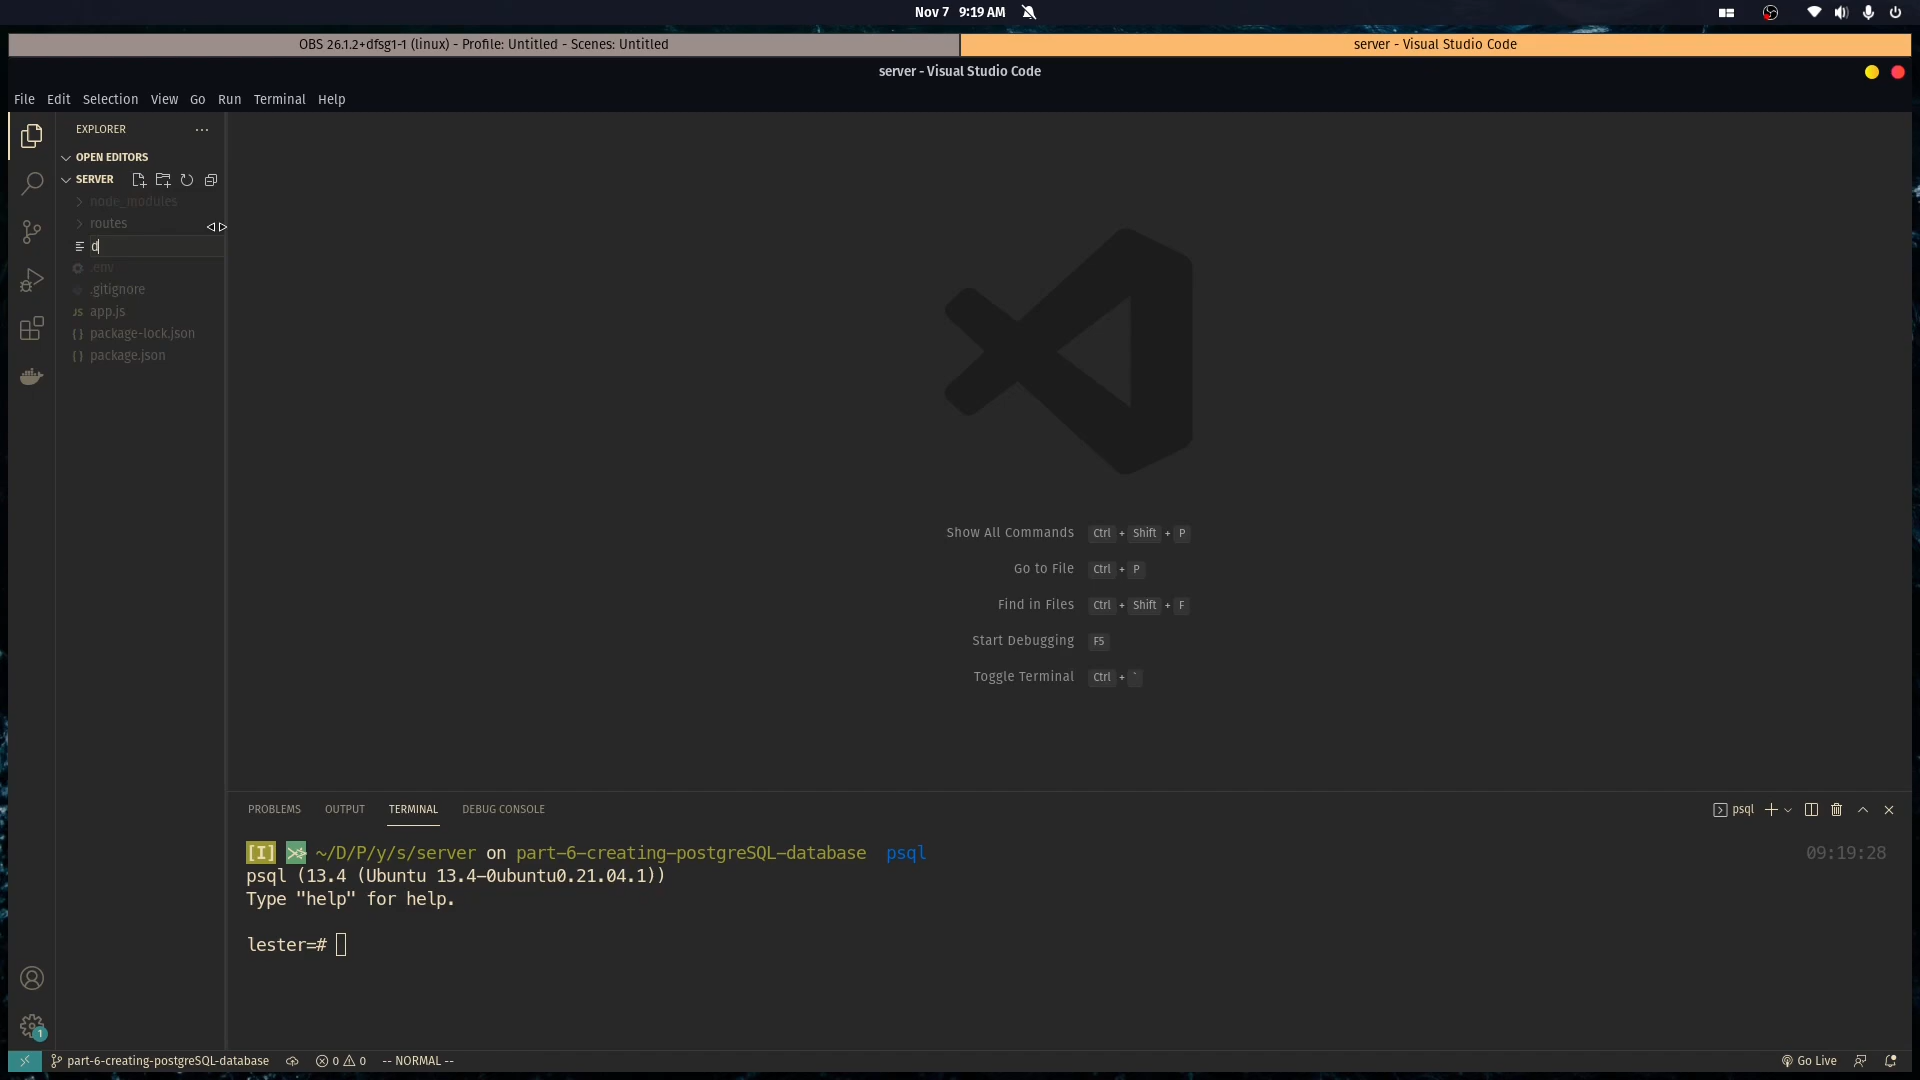 Nov 7 9:19 AM
OBS 26.1.2+dfsg1-1 (linux) - Profile: Untitled - Scenes: Untitled
server - Visual Studio Code
server - Visual Studio Code
File Edit Selection View Go Run Terminal Help
EXPLORER
OPEN EDITORS
SERVER
node_modules
routes
d
.env
.gitignore
JS app.js
{} package-lock.json
{} package.json
Show All Commands Ctrl + Shift + P
Go to File Ctrl + P
Find in Files Ctrl + Shift + F
Start Debugging F5
Toggle Terminal Ctrl + `
PROBLEMS OUTPUT TERMINAL DEBUG CONSOLE
psql
[I] ~/D/P/y/s/server on part-6-creating-postgreSQL-database psql 09:19:28
psql (13.4 (Ubuntu 13.4-0ubuntu0.21.04.1))
Type "help" for help.
lester=#
1
part-6-creating-postgreSQL-database 0 0 -- NORMAL -- Go Live